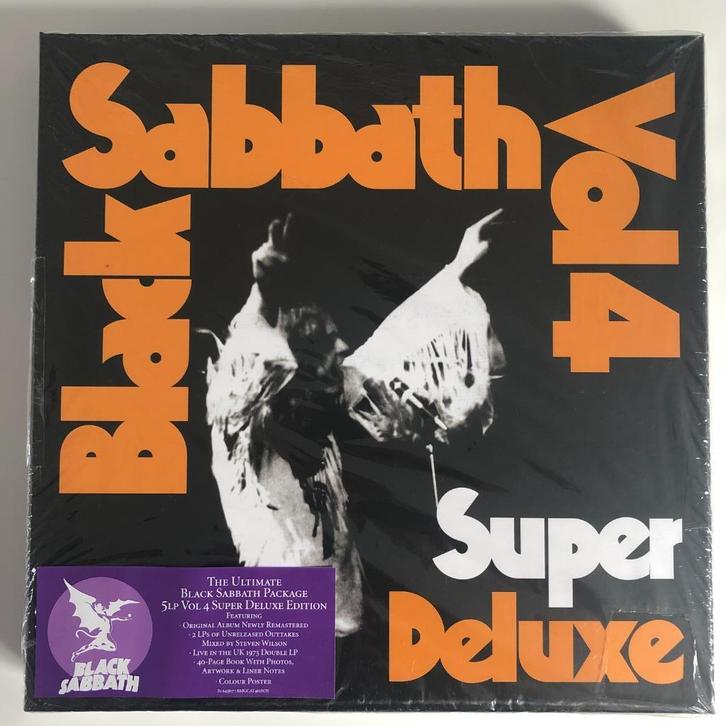 Black
Sabbath
Vol 4
Super
Deluxe
The Ultimate
Black Sabbath Package
5LP Vol 4 Super Deluxe Edition
Featuring
· Original Album Newly Remastered
· 2 LPs of Unreleased Outtakes
Mixed by Steven Wilson
· Live in the UK 1973 Double LP
· 40-Page Book With Photos,
Artwork & Liner Notes
· Colour Poster
BLACK
SABBATH